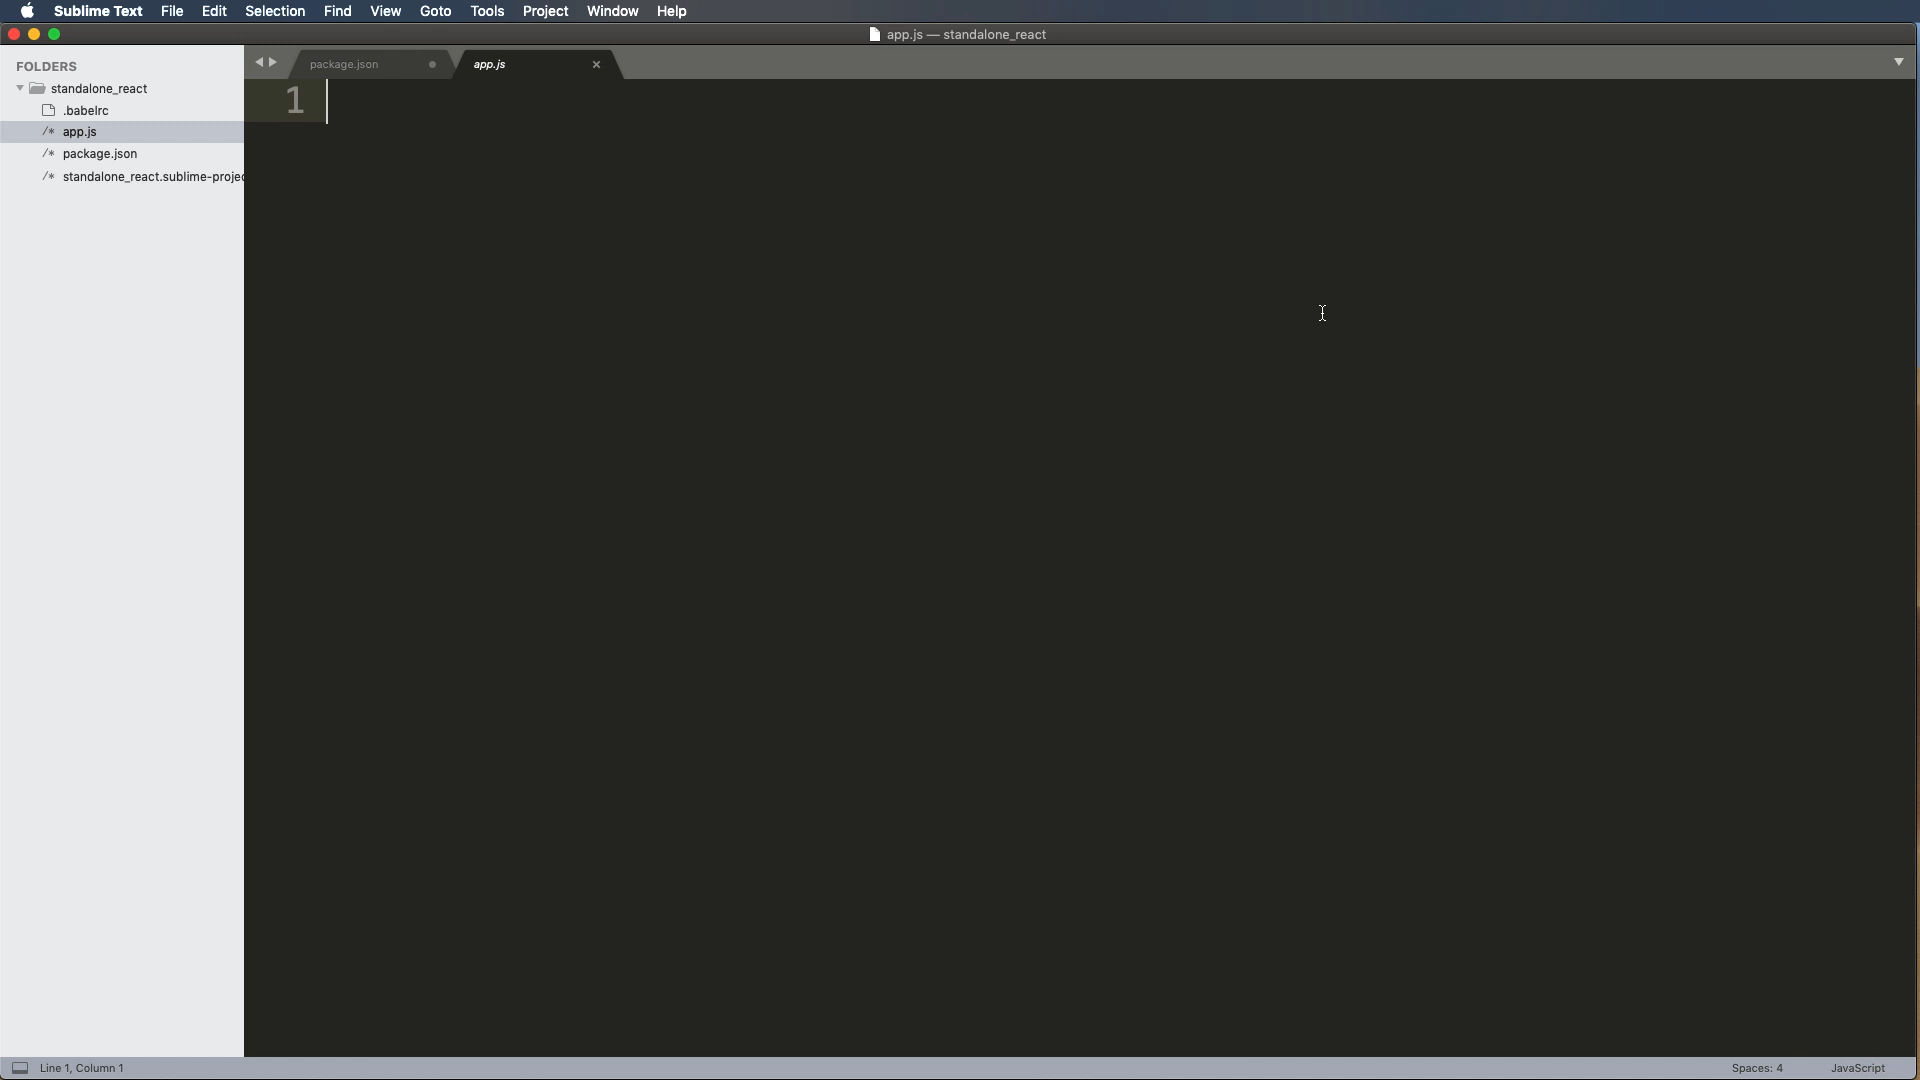 Sublime Text File Edit Selection Find View Goto Tools Project Window Help
app.js — standalone_react
FOLDERS
standalone_react
.babelrc
/* app.js
/* package.json
/* standalone_react.sublime-projec
package.json
app.js
1
Line 1, Column 1
Spaces: 4
JavaScript